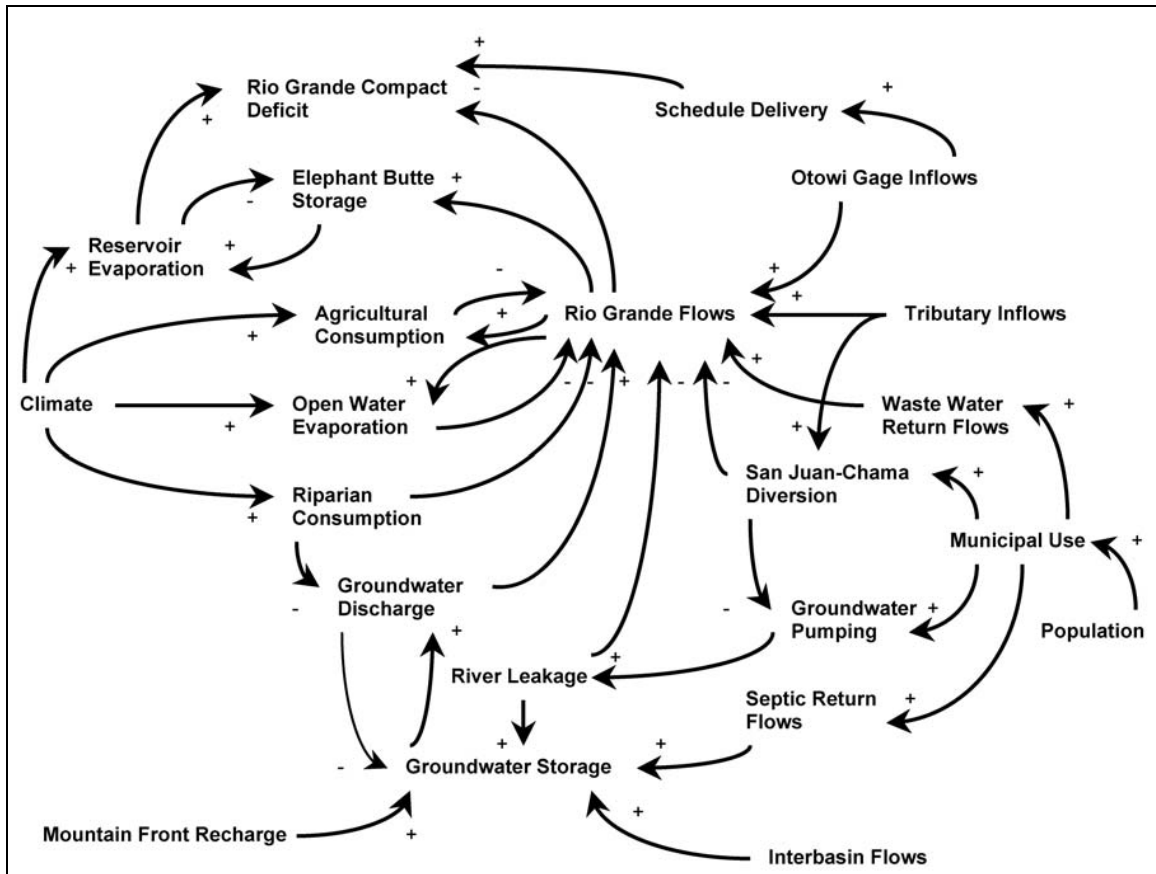 Rio Grande Compact
Deficit
Schedule Delivery
Otowi Gage Inflows
Elephant Butte
Storage
Reservoir
Evaporation
Agricultural
Consumption
Rio Grande Flows
Tributary Inflows
Climate
Open Water
Evaporation
Waste Water
Return Flows
Riparian
Consumption
San Juan-Chama
Diversion
Municipal Use
Groundwater
Discharge
Groundwater
Pumping
Population
River Leakage
Septic Return
Flows
Groundwater Storage
Mountain Front Recharge
Interbasin Flows